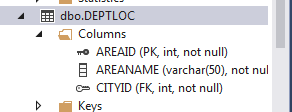 dbo.DEPTLOC
Columns
AREAID (PK, int, not null)
AREANAME (varchar(50), not nul
CITYID (FK, int, not null)
Keys